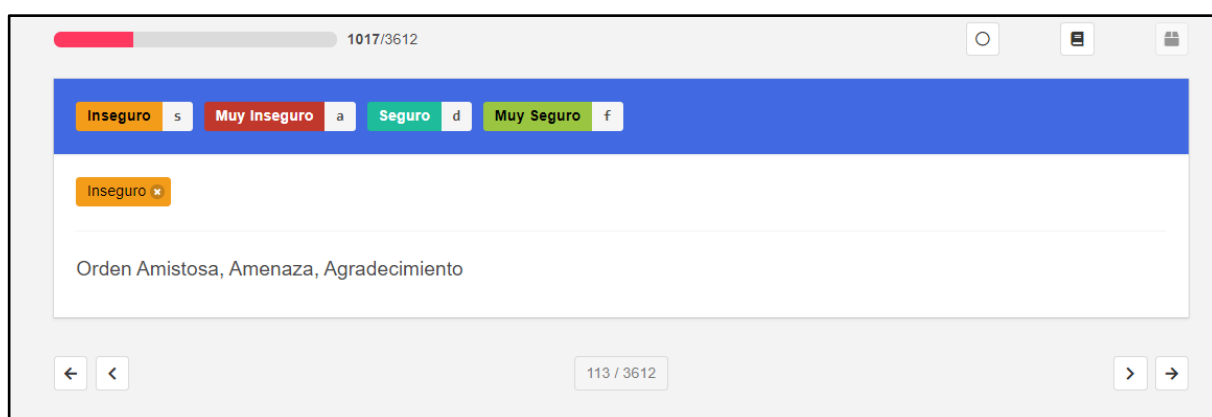 1017/3612
Inseguro s Muy Inseguro a Seguro d Muy Seguro f
Inseguro
Orden Amistosa, Amenaza, Agradecimiento
113 / 3612